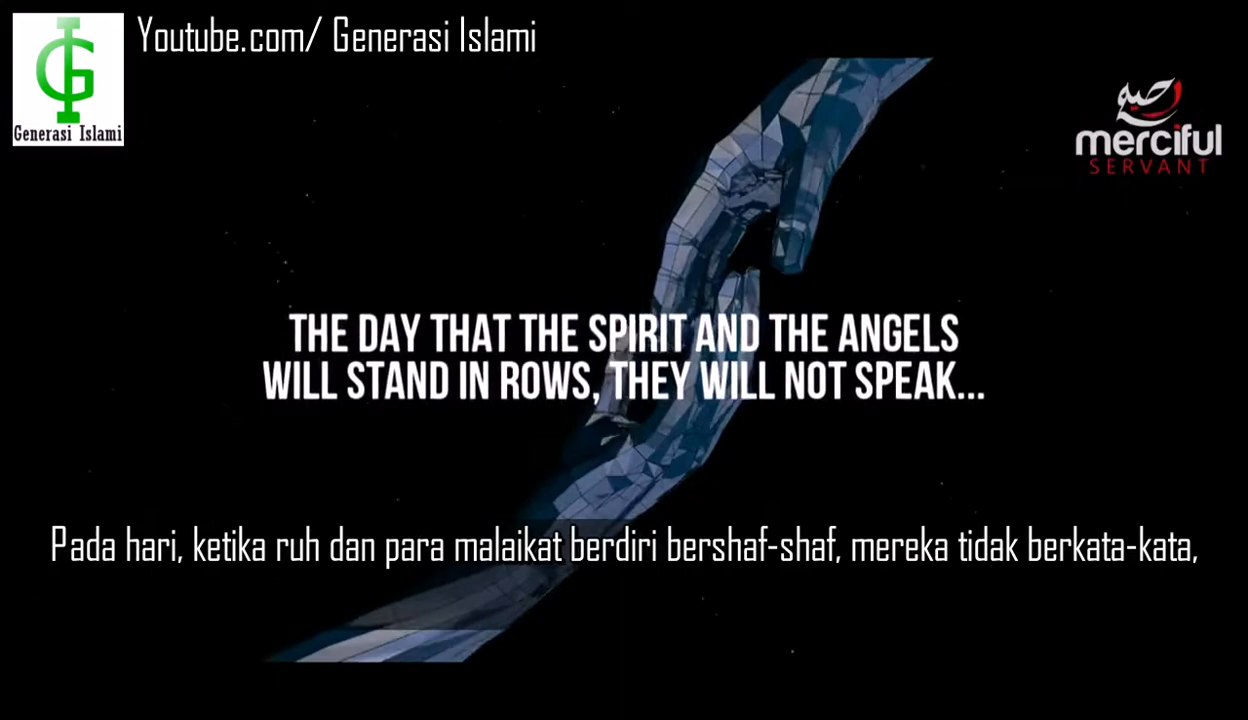 Youtube.com/ Generasi Islami
GI
Generasi Islami
merciful
SERVANT
THE DAY THAT THE SPIRIT AND THE ANGELS
WILL STAND IN ROWS, THEY WILL NOT SPEAK...
Pada hari, ketika ruh dan para malaikat berdiri bershaf-shaf, mereka tidak berkata-kata,